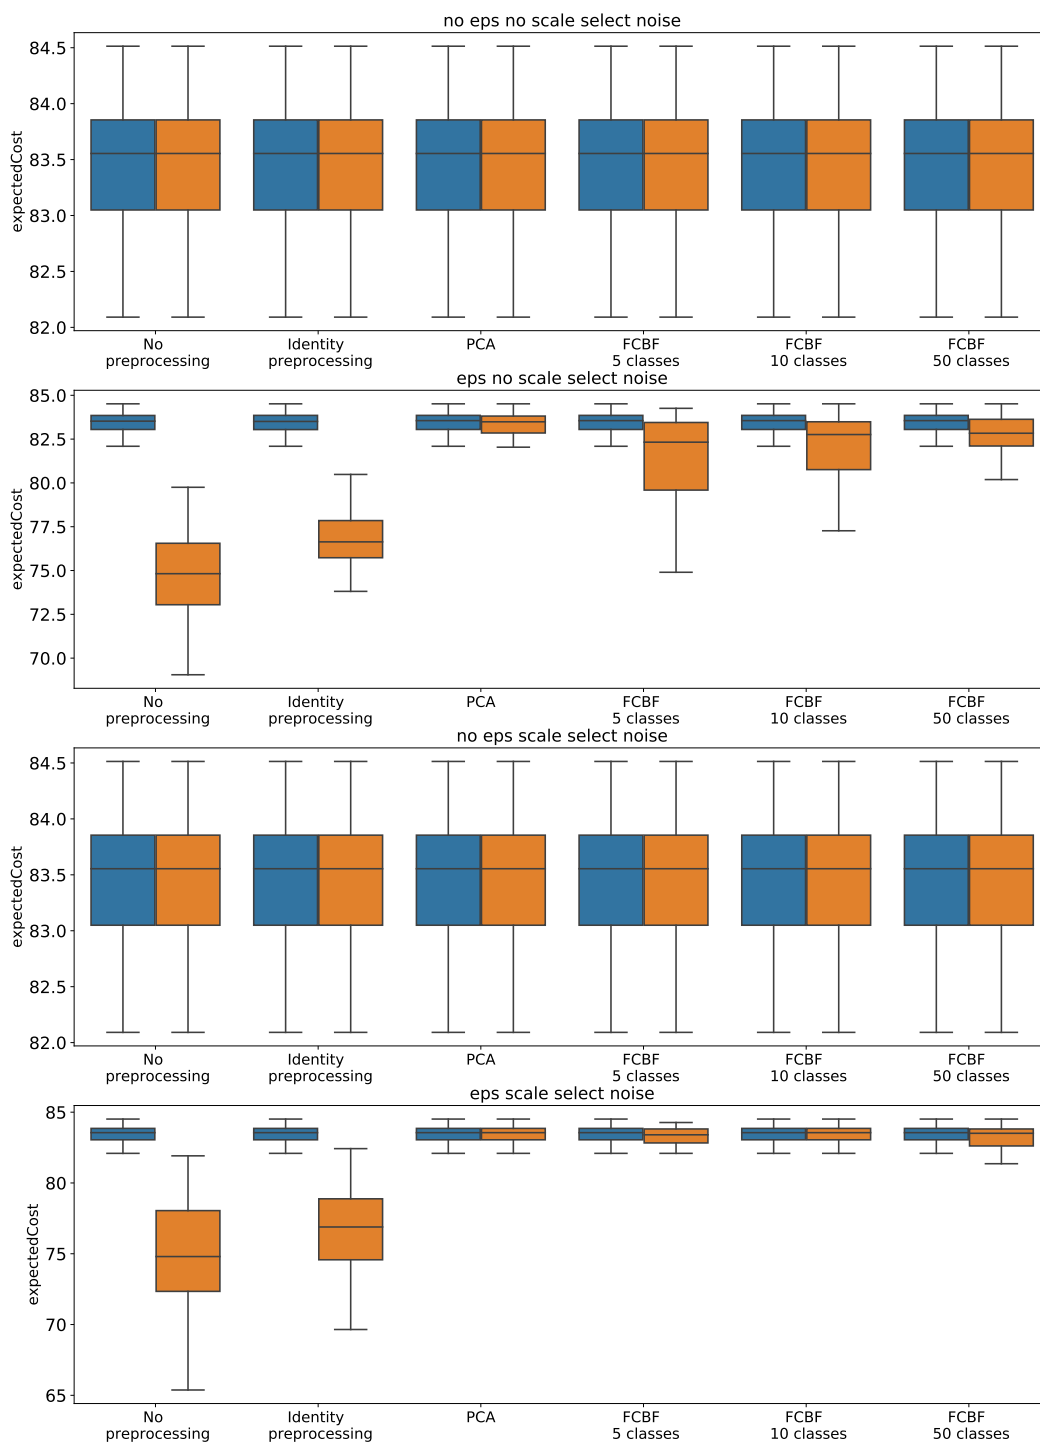 no eps no scale select noise
84.5
84.0
83.5
83.0
82.5
82.0
expectedCost
No
preprocessing
Identity
preprocessing
PCA
FCBF
5 classes
FCBF
10 classes
FCBF
50 classes
eps no scale select noise
85.0
82.5
80.0
77.5
75.0
72.5
70.0
expectedCost
No
preprocessing
Identity
preprocessing
PCA
FCBF
5 classes
FCBF
10 classes
FCBF
50 classes
no eps scale select noise
84.5
84.0
83.5
83.0
82.5
82.0
expectedCost
No
preprocessing
Identity
preprocessing
PCA
FCBF
5 classes
FCBF
10 classes
FCBF
50 classes
eps scale select noise
85
80
75
70
65
expectedCost
No
preprocessing
Identity
preprocessing
PCA
FCBF
5 classes
FCBF
10 classes
FCBF
50 classes